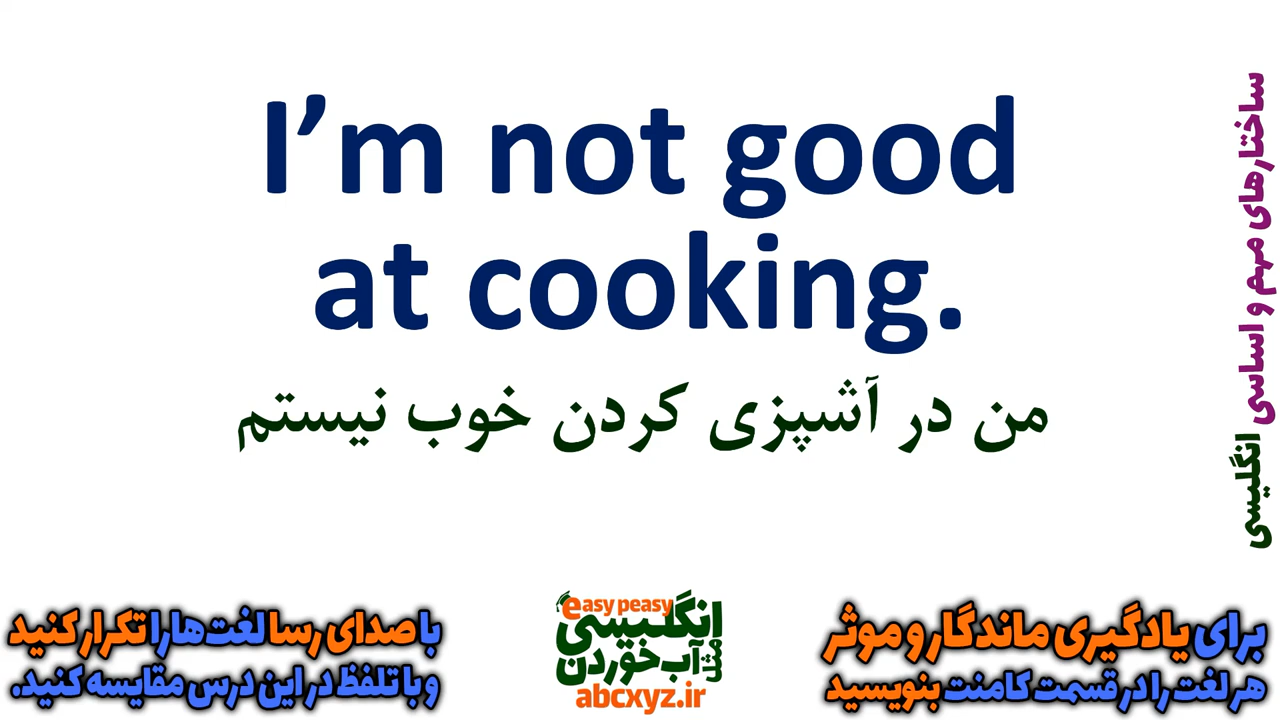 I’m not good
at cooking.
من در آشپزی کردن خوب نیستم
ساختارهای مهم و اساسی انگلیسی
برای یادگیری ماندگار و موثر
هر لغت را در قسمت کامنت بنویسید
easy peasy
انگلیسی
مثل آب خوردن
abcxyz.ir
با صدای رسا لغت‌ها را تکرار کنید
و با تلفظ در این درس مقایسه کنید.